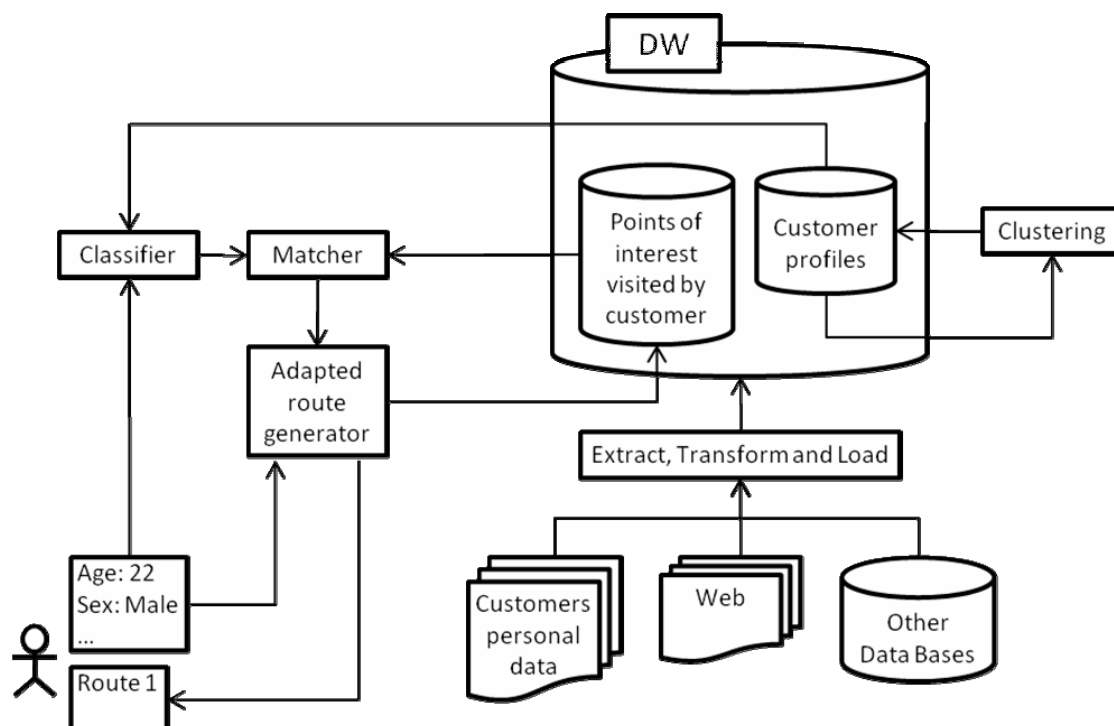 DW
Points of
interest
visited by
customer
Customer
profiles
Clustering
Classifier
Matcher
Adapted
route
generator
Extract, Transform and Load
Age: 22
Sex: Male
...
Customers
personal
data
Web
Other
Data Bases
Route 1